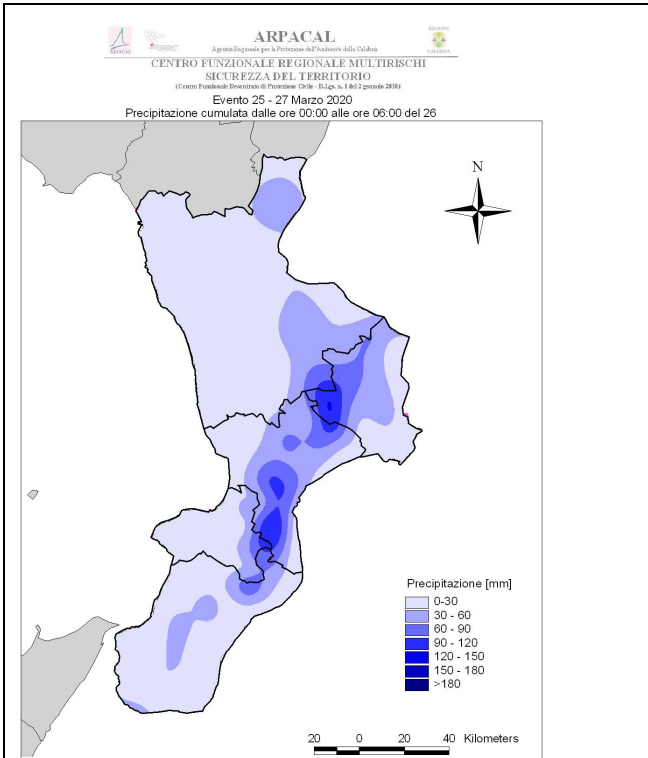 ARPACAL
Agenzia Regionale per la Protezione dell'Ambiente della Calabria
ARPACAL
REGIONE
CALABRIA
CENTRO FUNZIONALE REGIONALE MULTIRISCHI
SICUREZZA DEL TERRITORIO
(Centro Funzionale Decentrato di Protezione Civile - D.Lgs. n. 1 del 2 gennaio 2018)
Evento 25 - 27 Marzo 2020
Precipitazione cumulata dalle ore 00:00 alle ore 06:00 del 26
N
Precipitazione [mm]
0-30
30 - 60
60 - 90
90 - 120
120 - 150
150 - 180
>180
20 0 20 40 Kilometers